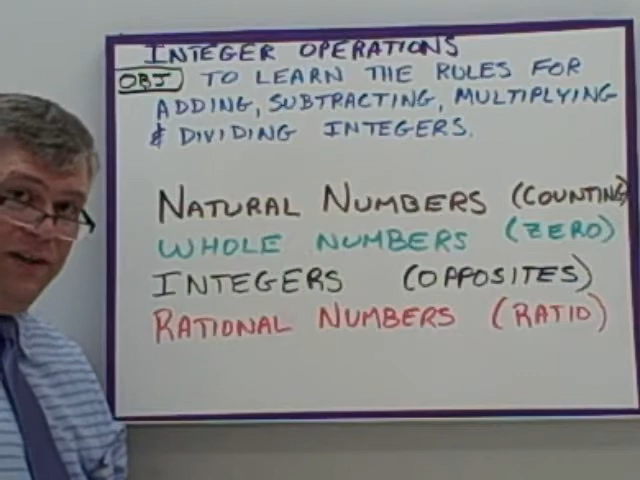 INTEGER OPERATIONS
OBJ TO LEARN THE RULES FOR
ADDING, SUBTRACTING, MULTIPLYING
& DIVIDING INTEGERS.
NATURAL NUMBERS (COUNTING)
WHOLE NUMBERS (ZERO)
INTEGERS (OPPOSITES)
RATIONAL NUMBERS (RATIO)